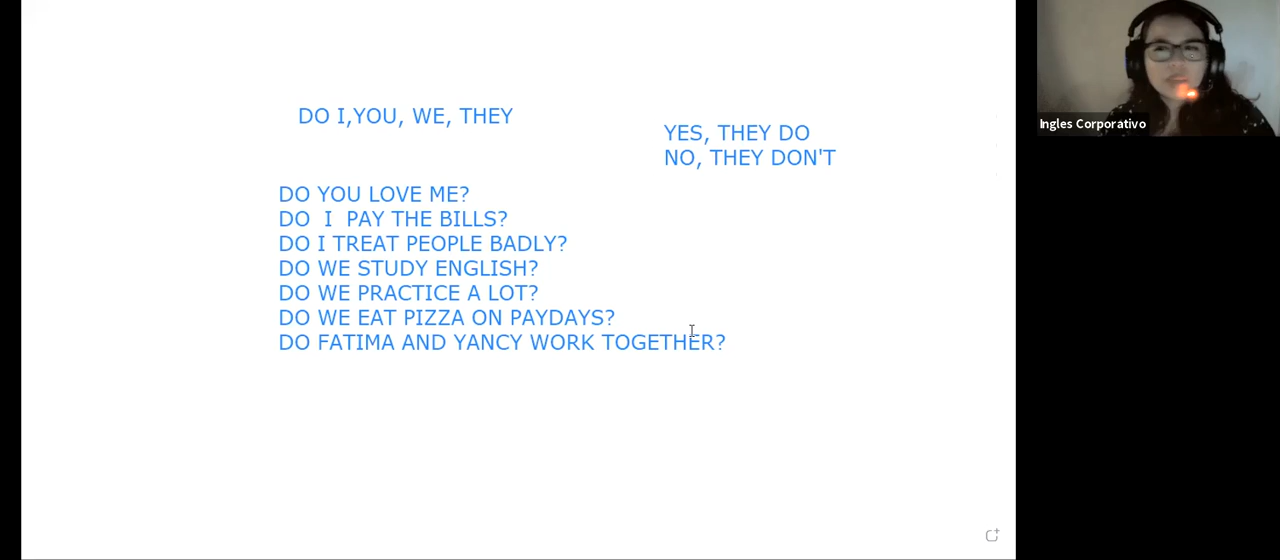 DO I,YOU, WE, THEY
YES, THEY DO
NO, THEY DON'T
DO YOU LOVE ME?
DO  I  PAY THE BILLS?
DO I TREAT PEOPLE BADLY?
DO WE STUDY ENGLISH?
DO WE PRACTICE A LOT?
DO WE EAT PIZZA ON PAYDAYS?
DO FATIMA AND YANCY WORK TOGETHER?
Ingles Corporativo